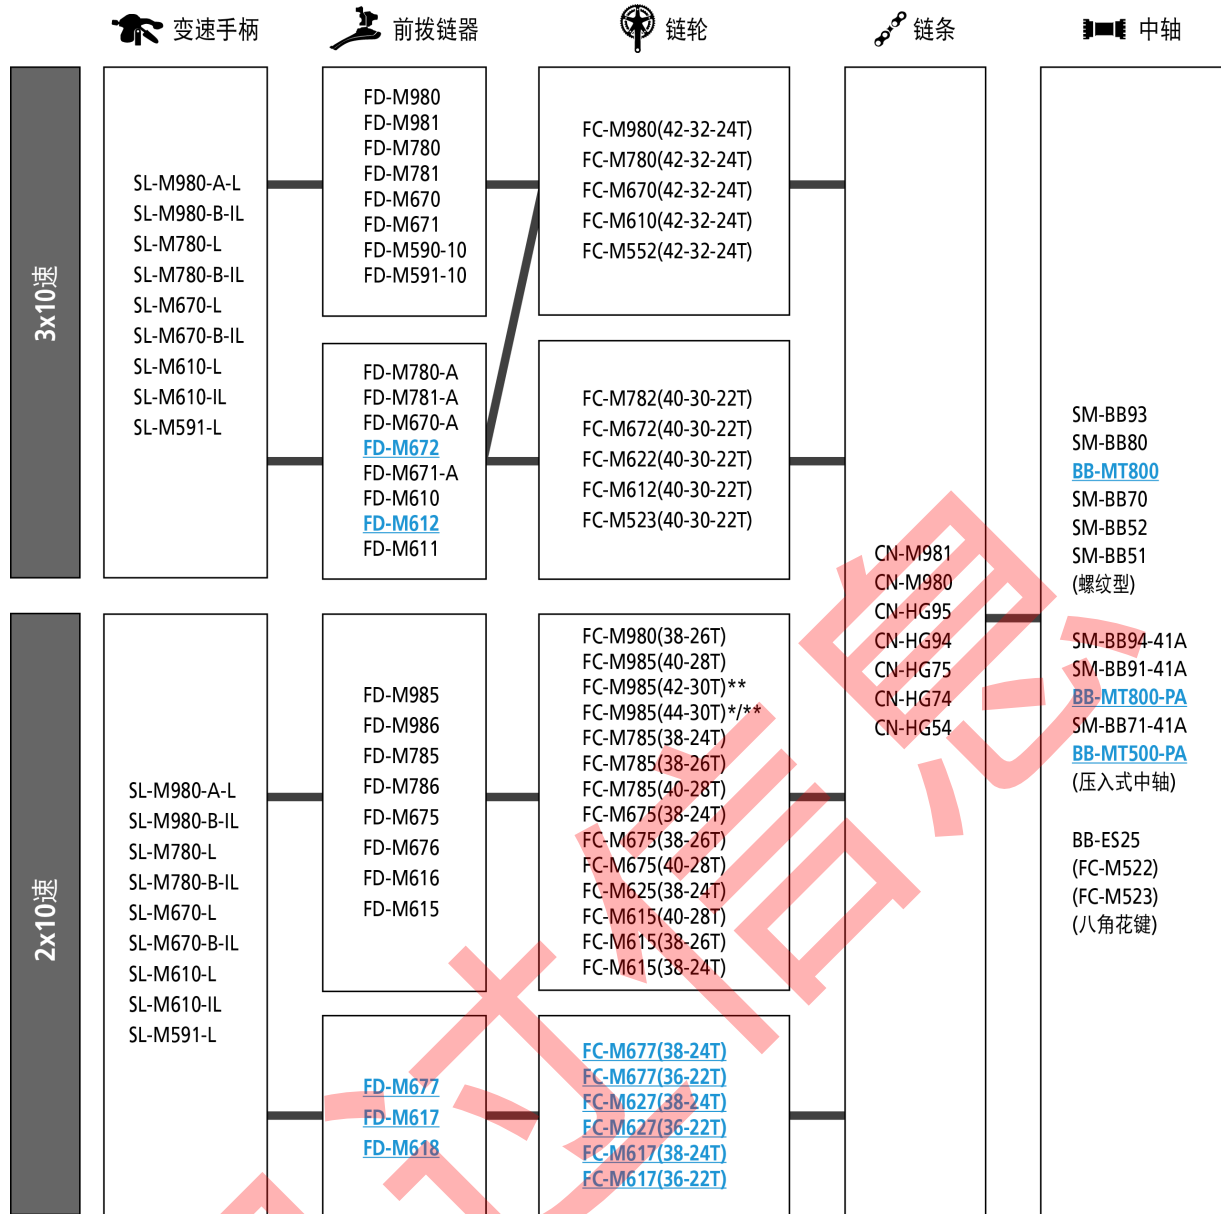 变速手柄
前拨链器
链轮
链条
中轴
3x10速
SL-M980-A-L
SL-M980-B-IL
SL-M780-L
SL-M780-B-IL
SL-M670-L
SL-M670-B-IL
SL-M610-L
SL-M610-IL
SL-M591-L
FD-M980
FD-M981
FD-M780
FD-M781
FD-M670
FD-M671
FD-M590-10
FD-M591-10
FD-M780-A
FD-M781-A
FD-M670-A
FD-M672
FD-M671-A
FD-M610
FD-M612
FD-M611
FC-M980(42-32-24T)
FC-M780(42-32-24T)
FC-M670(42-32-24T)
FC-M610(42-32-24T)
FC-M552(42-32-24T)
FC-M782(40-30-22T)
FC-M672(40-30-22T)
FC-M622(40-30-22T)
FC-M612(40-30-22T)
FC-M523(40-30-22T)
2x10速
SL-M980-A-L
SL-M980-B-IL
SL-M780-L
SL-M780-B-IL
SL-M670-L
SL-M670-B-IL
SL-M610-L
SL-M610-IL
SL-M591-L
FD-M985
FD-M986
FD-M785
FD-M786
FD-M675
FD-M676
FD-M616
FD-M615
FD-M677
FD-M617
FD-M618
FC-M980(38-26T)
FC-M985(40-28T)
FC-M985(42-30T)**
FC-M985(44-30T)*/**
FC-M785(38-24T)
FC-M785(38-26T)
FC-M785(40-28T)
FC-M675(38-24T)
FC-M675(38-26T)
FC-M675(40-28T)
FC-M625(38-24T)
FC-M615(40-28T)
FC-M615(38-26T)
FC-M615(38-24T)
FC-M677(38-24T)
FC-M677(36-22T)
FC-M627(38-24T)
FC-M627(36-22T)
FC-M617(38-24T)
FC-M617(36-22T)
CN-M981
CN-M980
CN-HG95
CN-HG94
CN-HG75
CN-HG74
CN-HG54
SM-BB93
SM-BB80
BB-MT800
SM-BB70
SM-BB52
SM-BB51
(螺纹型)
SM-BB94-41A
SM-BB91-41A
BB-MT800-PA
SM-BB71-41A
BB-MT500-PA
(压入式中轴)
BB-ES25
(FC-M522)
(FC-M523)
(八角花键)
过信息